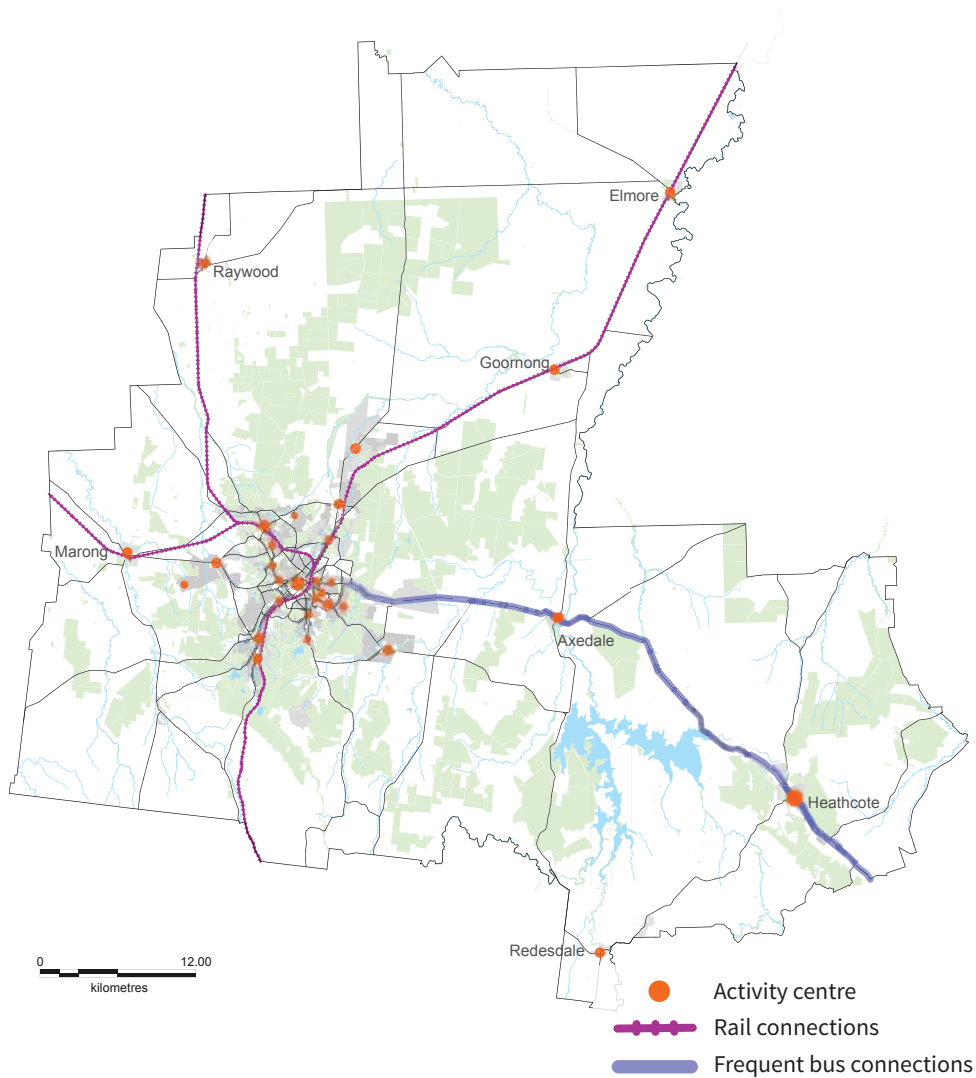 Elmore
Raywood
Goornong
Marong
Axedale
Heathcote
Redesdale
0 12.00
kilometres
Activity centre
Rail connections
Frequent bus connections